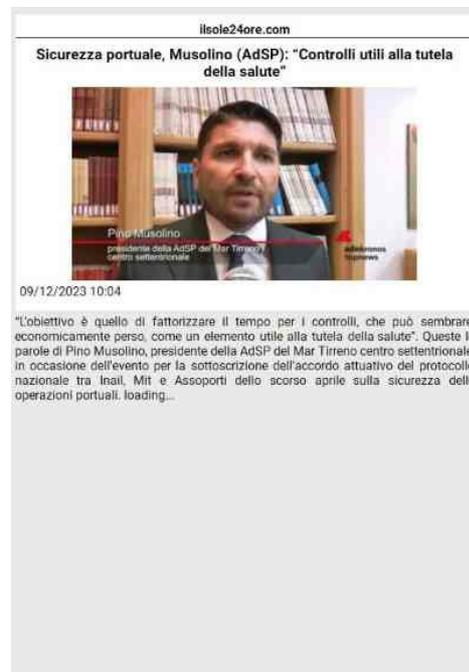 ilsole24ore.com
Sicurezza portuale, Musolino (AdSP): “Controlli utili alla tutela
della salute”
Pino Musolino
presidente della AdSP del Mar Tirreno
centro settentrionale
adnkronos
topnews
09/12/2023 10:04
“L’obiettivo è quello di fattorizzare il tempo per i controlli, che può sembrare
economicamente perso, come un elemento utile alla tutela della salute”. Queste l
parole di Pino Musolino, presidente della AdSP del Mar Tirreno centro settentrionale
in occasione dell’evento per la sottoscrizione dell’accordo attuativo del protocoll
nazionale tra Inail, Mit e Assoporti dello scorso aprile sulla sicurezza dell
operazioni portuali. loading...